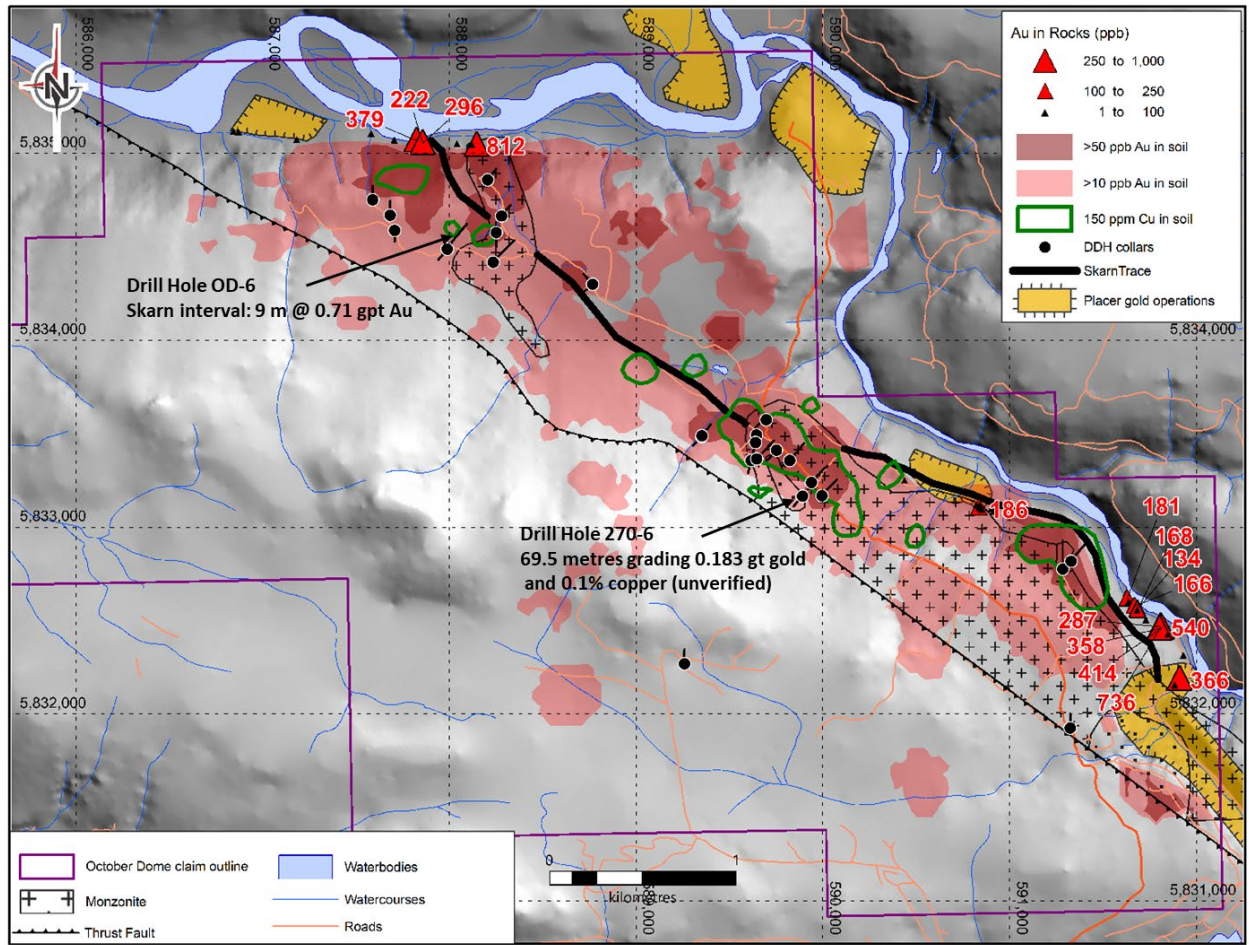 586,000
587,000
588,000
589,000
590,000
Au in Rocks (ppb)
250 to 1,000
100 to 250
1 to 100
>50 ppb Au in soil
>10 ppb Au in soil
150 ppm Cu in soil
DDH collars
SkarnTrace
Placer gold operations
N
222
296
379
812
5,835,000
Drill Hole OD-6
Skarn interval: 9 m @ 0.71 gpt Au
5,834,000
5,834,000
5,833,000
Drill Hole 270-6
69.5 metres grading 0.183 gt gold
and 0.1% copper (unverified)
186
181
168
134
166
287
540
358
414
366
736
5,832,000
5,832,000
October Dome claim outline
Monzonite
Thrust Fault
Waterbodies
Watercourses
Roads
0
1
kilometres
589,000
590,000
591,000
5,831,000